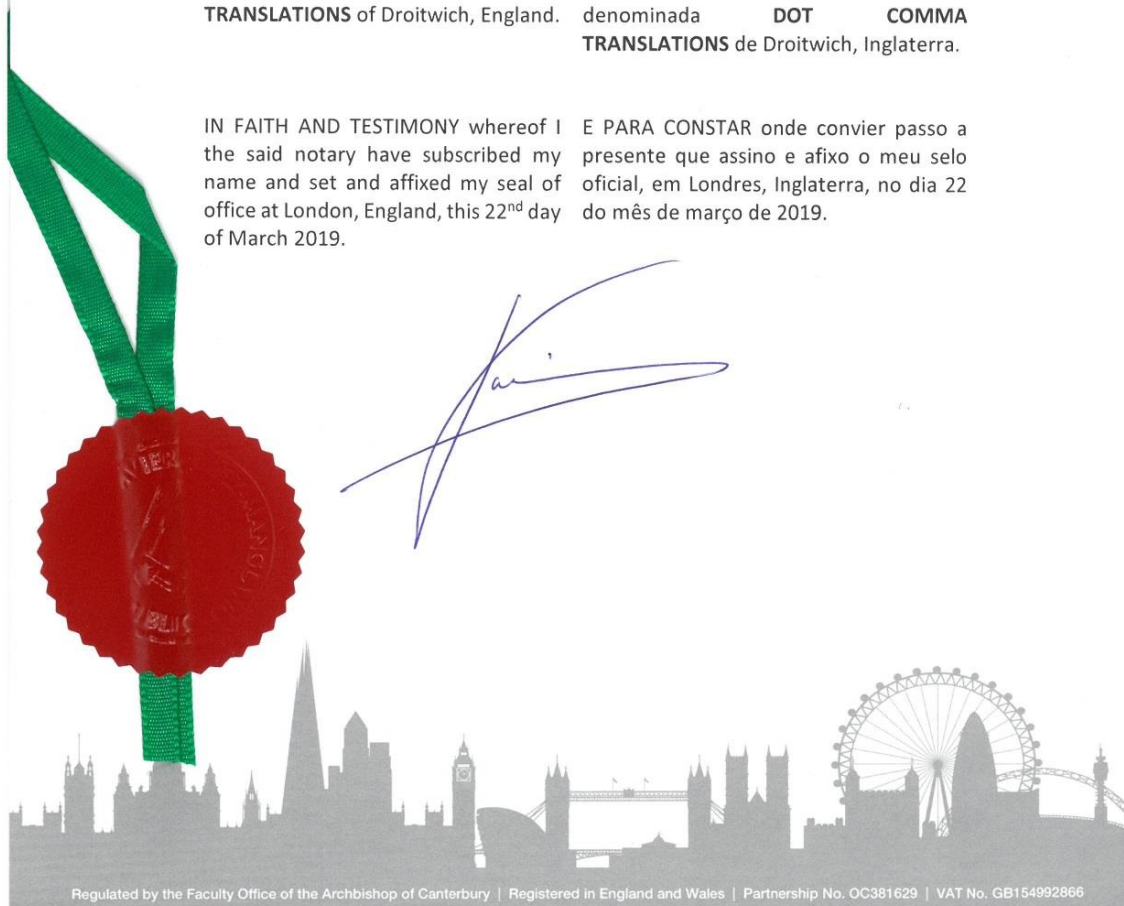 TRANSLATIONS of Droitwich, England.
IN FAITH AND TESTIMONY whereof I
the said notary have subscribed my
name and set and affixed my seal of
office at London, England, this 22nd day
of March 2019.
denominada DOT COMMA
TRANSLATIONS de Droitwich, Inglaterra.
E PARA CONSTAR onde convier passo a
presente que assino e afixo o meu selo
oficial, em Londres, Inglaterra, no dia 22
do mês de março de 2019.
Regulated by the Faculty Office of the Archbishop of Canterbury | Registered in England and Wales | Partnership No. OC381629 | VAT No. GB154992866